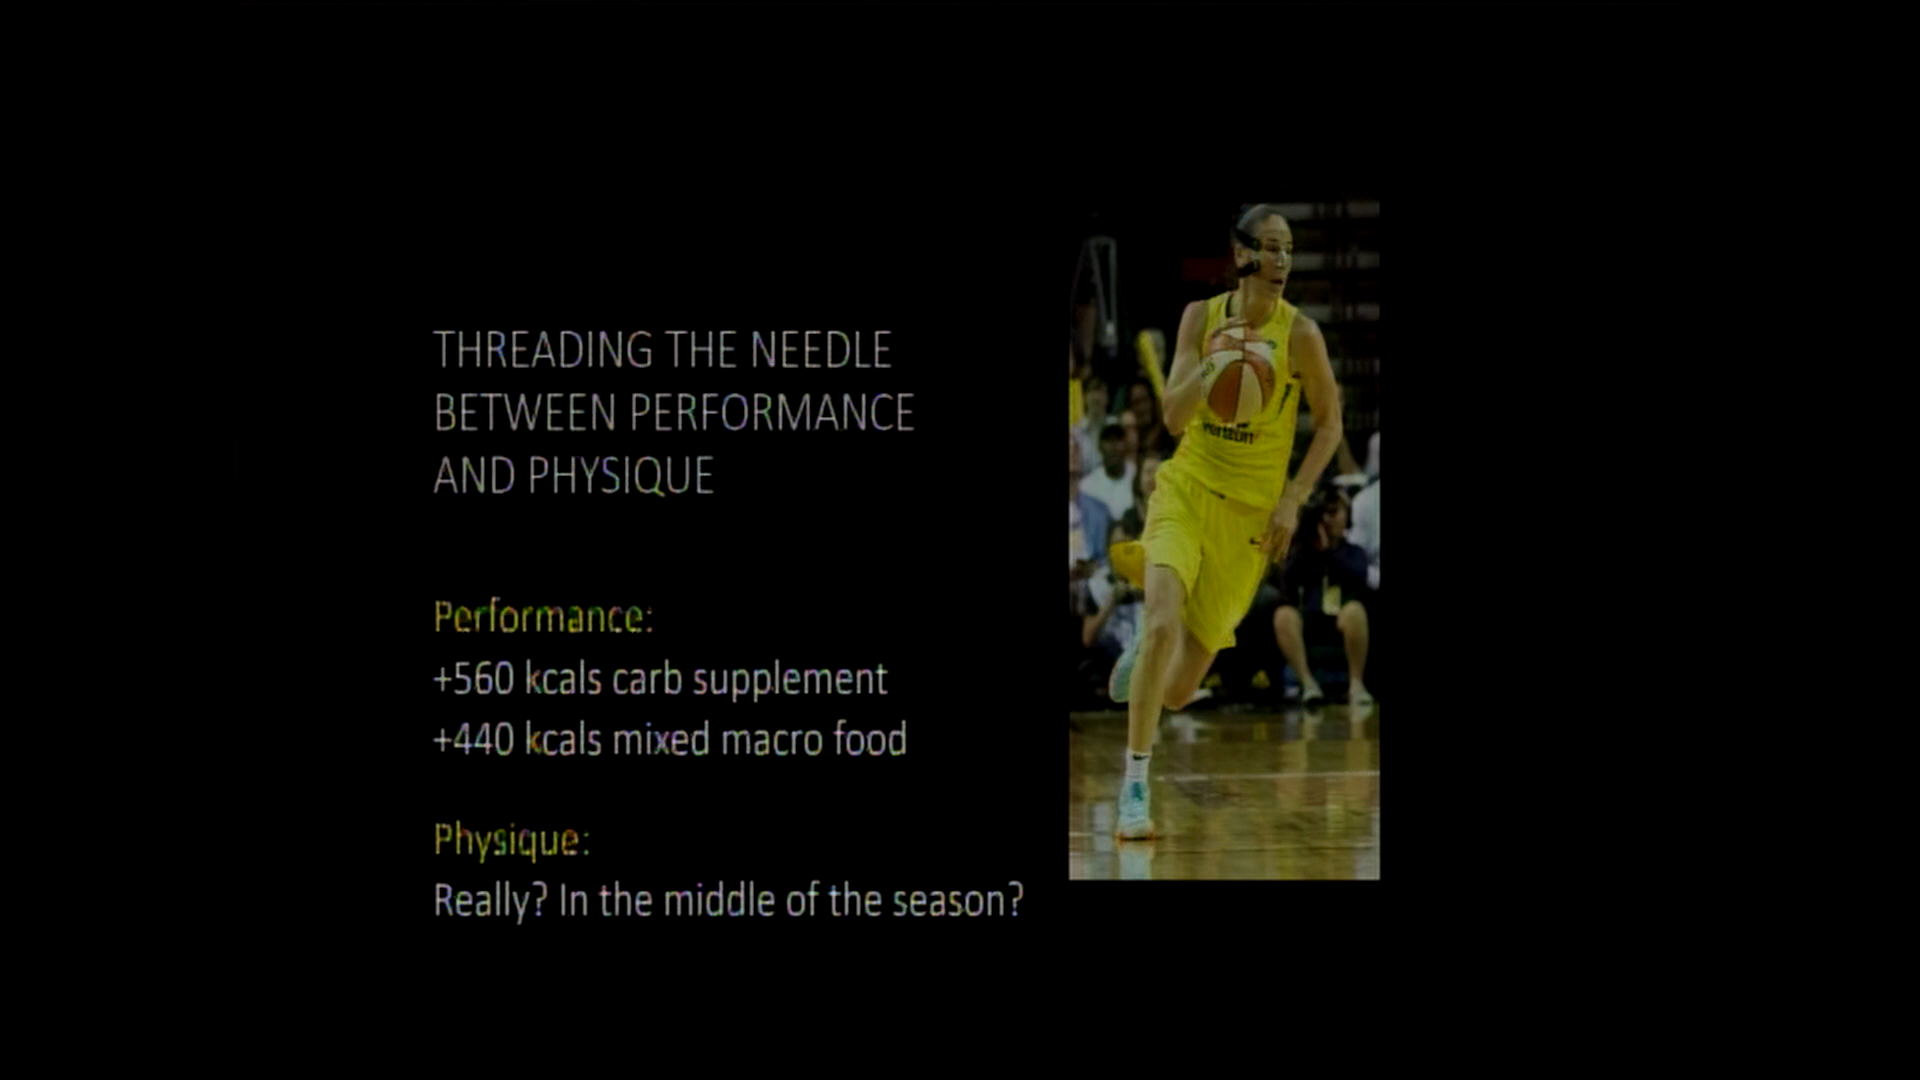 THREADING THE NEEDLE
BETWEEN PERFORMANCE
AND PHYSIQUE
Performance:
+560 kcals carb supplement
+440 kcals mixed macro food
Physique:
Really? In the middle of the season?
verizon